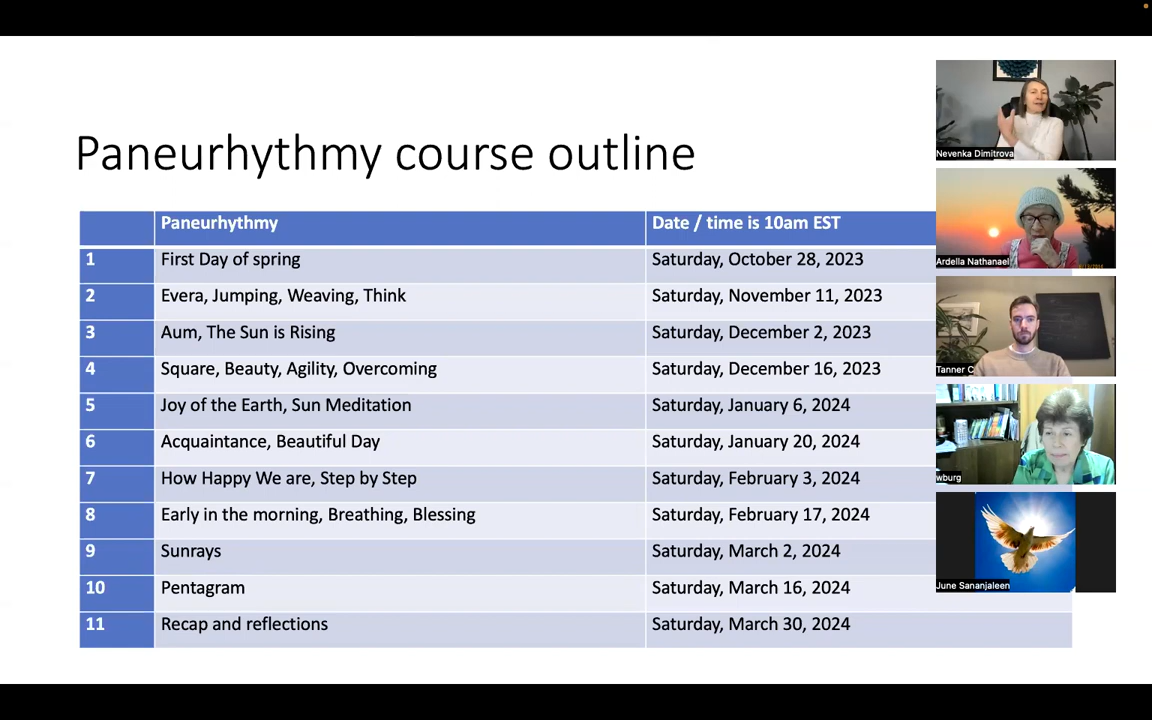 Paneurhythmy course outline
Paneurhythmy Date / time is 10am EST
1 First Day of spring Saturday, October 28, 2023
2 Evera, Jumping, Weaving, Think Saturday, November 11, 2023
3 Aum, The Sun is Rising Saturday, December 2, 2023
4 Square, Beauty, Agility, Overcoming Saturday, December 16, 2023
5 Joy of the Earth, Sun Meditation Saturday, January 6, 2024
6 Acquaintance, Beautiful Day Saturday, January 20, 2024
7 How Happy We are, Step by Step Saturday, February 3, 2024
8 Early in the morning, Breathing, Blessing Saturday, February 17, 2024
9 Sunrays Saturday, March 2, 2024
10 Pentagram Saturday, March 16, 2024
11 Recap and reflections Saturday, March 30, 2024
Nevenka Dimitrova
Ardella Nathanael
Tanner C
wburg
June Sananjaleen